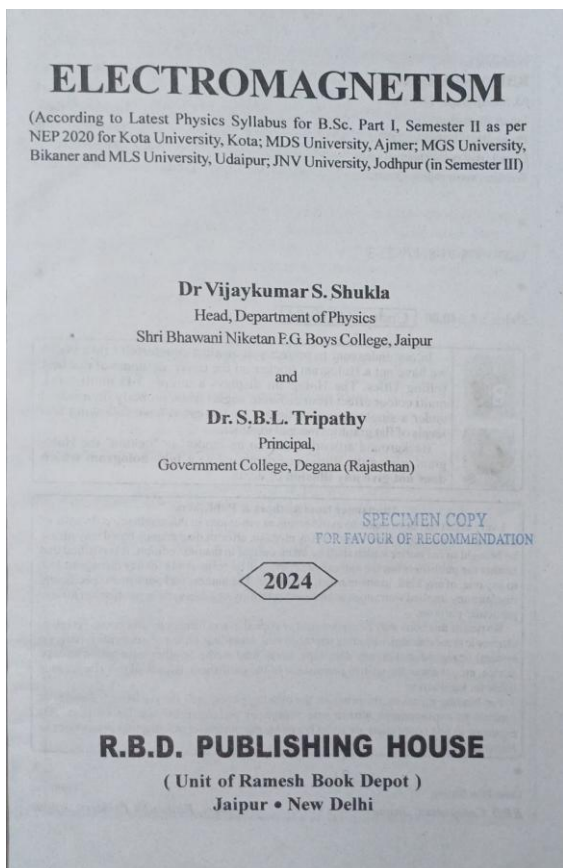 ELECTROMAGNETISM
(According to Latest Physics Syllabus for B.Sc. Part I, Semester II as per
NEP 2020 for Kota University, Kota; MDS University, Ajmer; MGS University,
Bikaner and MLS University, Udaipur; JNV University, Jodhpur (in Semester III)
Dr Vijaykumar S. Shukla
Head, Department of Physics
Shri Bhawani Niketan P.G. Boys College, Jaipur
and
Dr. S.B.L. Tripathy
Principal,
Government College, Degana (Rajasthan)
SPECIMEN COPY
FOR FAVOUR OF RECOMMENDATION
2024
R.B.D. PUBLISHING HOUSE
( Unit of Ramesh Book Depot )
Jaipur • New Delhi